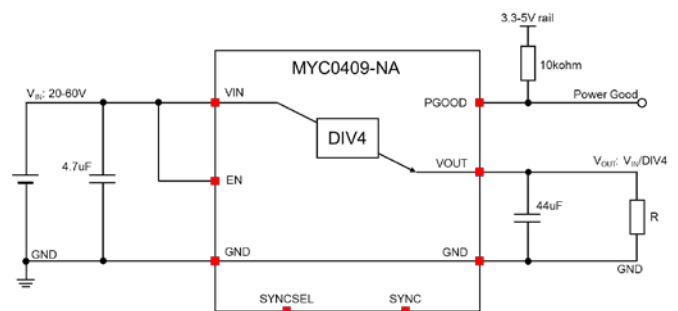 3.3-5V rail
MYC0409-NA
10kohm
VIN: 20-60V
VIN
PGOOD
Power Good
DIV4
VOUT
VOUT: VIN/DIV4
4.7uF
EN
44uF
R
GND
GND
GND
GND
SYNCSEL
SYNC